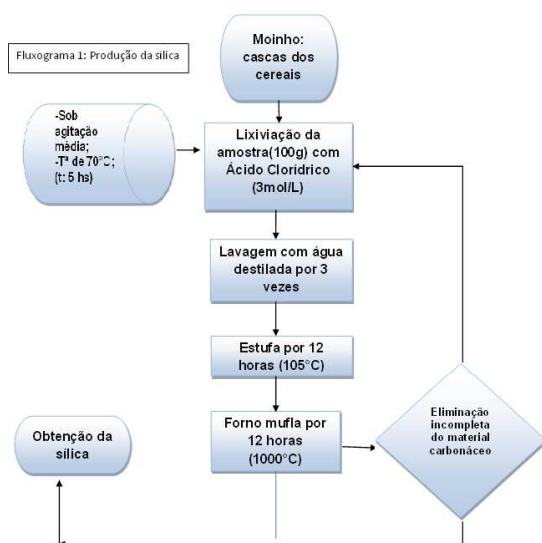 Fluxograma 1: Produção da sílica
Moinho:
cascas dos
cereais
-Sob
agitação
média;
-Tª de 70°C;
(t: 5 hs)
Lixiviação da
amostra(100g) com
Ácido Clorídrico
(3mol/L)
Lavagem com água
destilada por 3
vezes
Estufa por 12
horas (105°C)
Forno mufla por
12 horas
(1000°C)
Eliminação
incompleta
do material
carbonáceo
Obtenção da
sílica